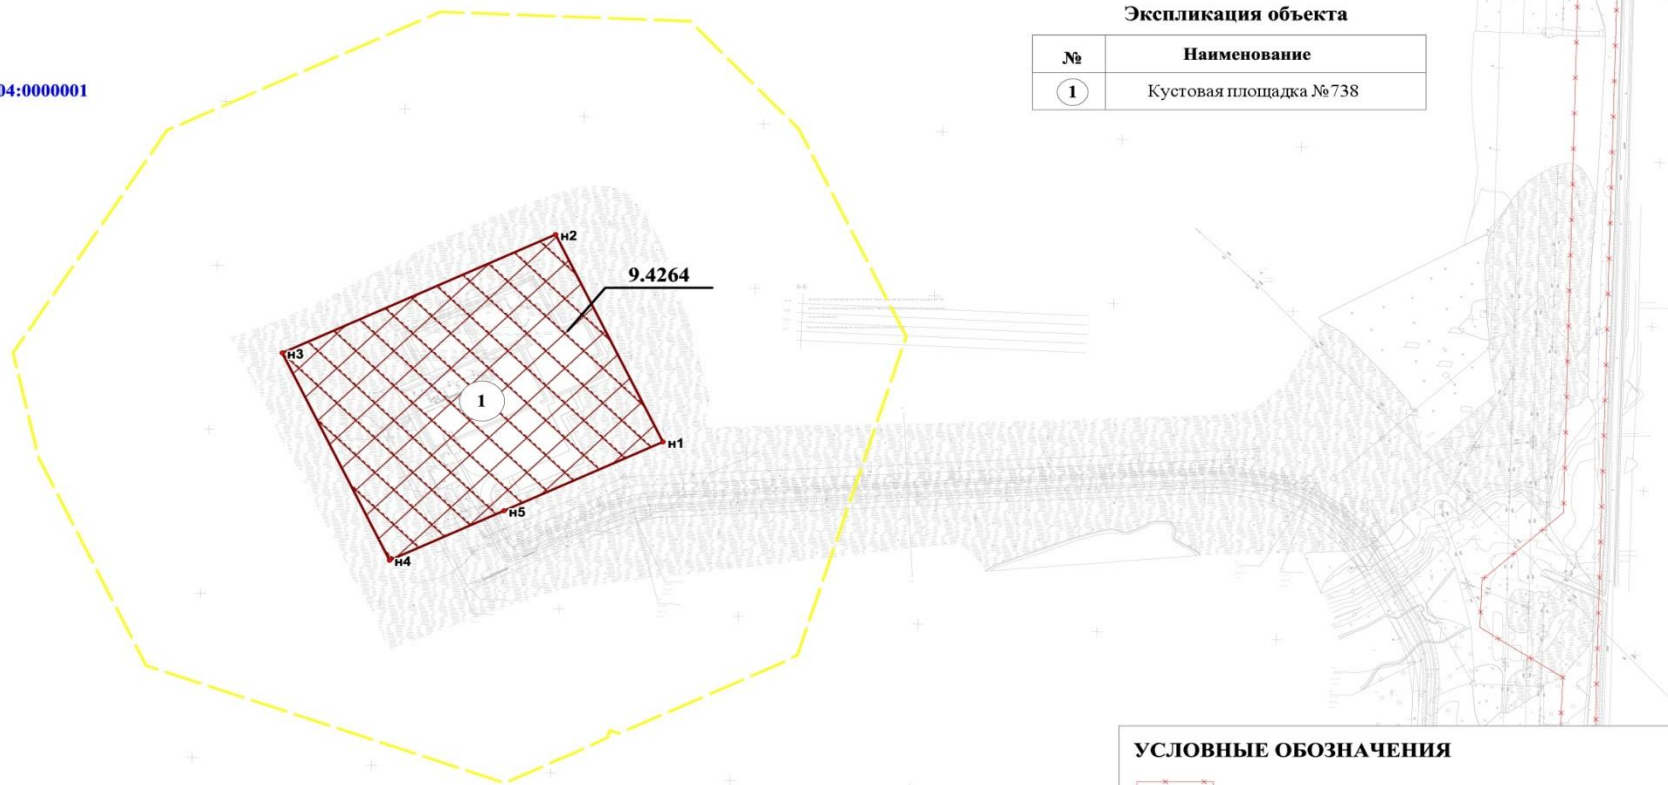 Экспликация объекта
№ Наименование
1 Кустовая площадка №738
04:0000001
н2
9.4264
н3
1
н1
н5
н4
УСЛОВНЫЕ ОБОЗНАЧЕНИЯ